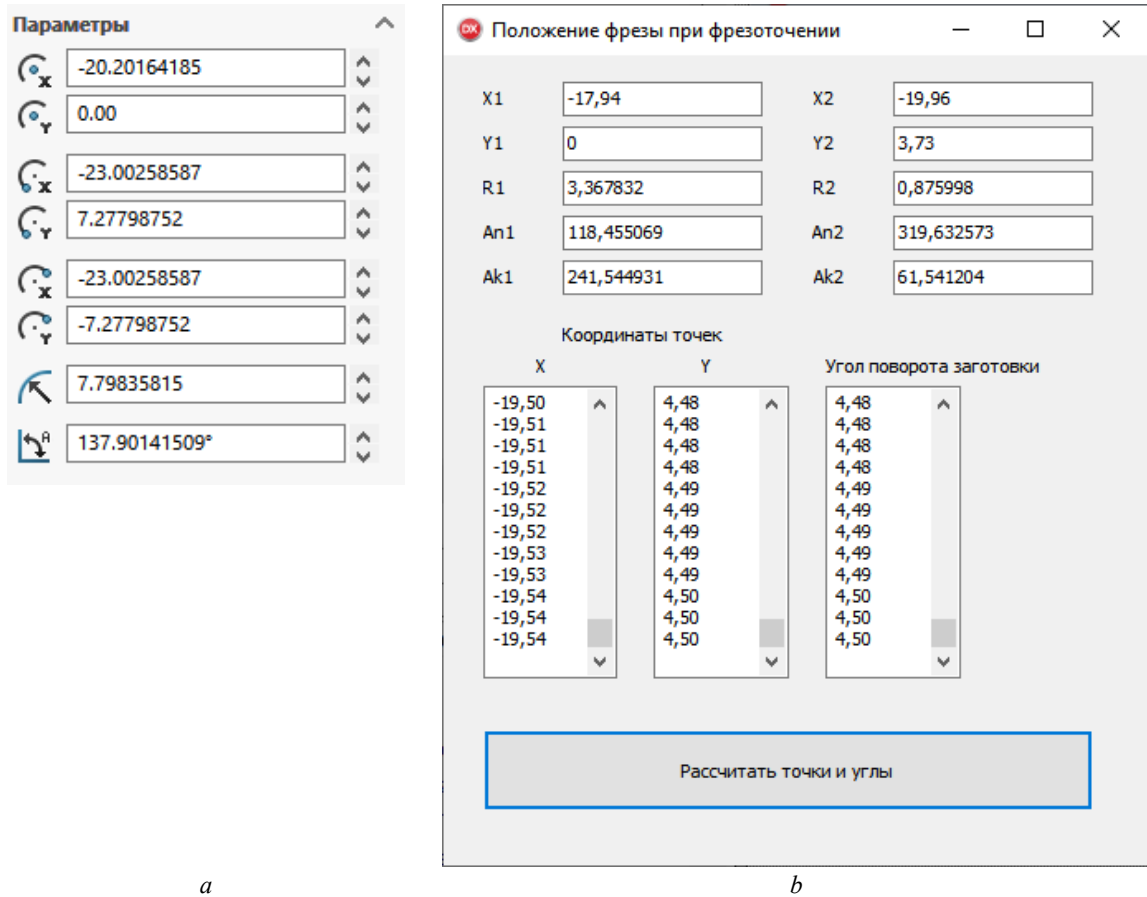 Параметры
-20.20164185
0.00
-23.00258587
7.27798752
-23.00258587
-7.27798752
7.79835815
137.90141509°
a
DX Положение фрезы при фрезоточении
X1 -17,94 X2 -19,96
Y1 0 Y2 3,73
R1 3,367832 R2 0,875998
An1 118,455069 An2 319,632573
Ak1 241,544931 Ak2 61,541204
Координаты точек
X Y Угол поворота заготовки
-19,50 4,48 4,48
-19,51 4,48 4,48
-19,51 4,48 4,48
-19,51 4,48 4,48
-19,52 4,49 4,49
-19,52 4,49 4,49
-19,52 4,49 4,49
-19,53 4,49 4,49
-19,53 4,49 4,49
-19,54 4,50 4,50
-19,54 4,50 4,50
-19,54 4,50 4,50
Рассчитать точки и углы
b